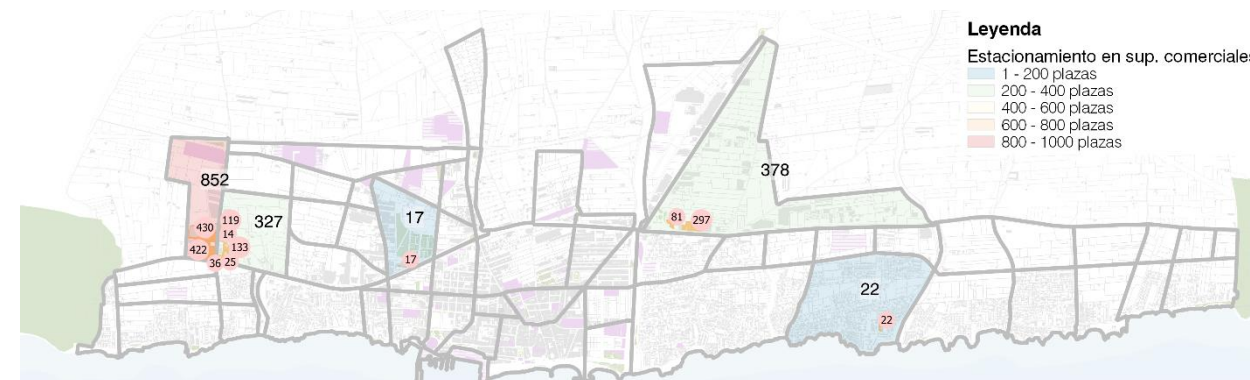 Leyenda
Estacionamiento en sup. comerciales
1 - 200 plazas
200 - 400 plazas
400 - 600 plazas
600 - 800 plazas
800 - 1000 plazas
378
852
17
327
119
81
297
430
14
133
422
17
36
25
22
22